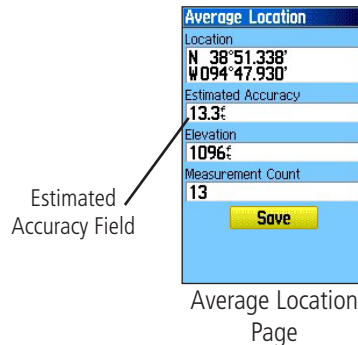 Average Location
Location
N 38°51.338'
W094°47.930'
Estimated Accuracy
13.3ft
Elevation
1096ft
Measurement Count
13
Save
Estimated
Accuracy Field
Average Location
Page